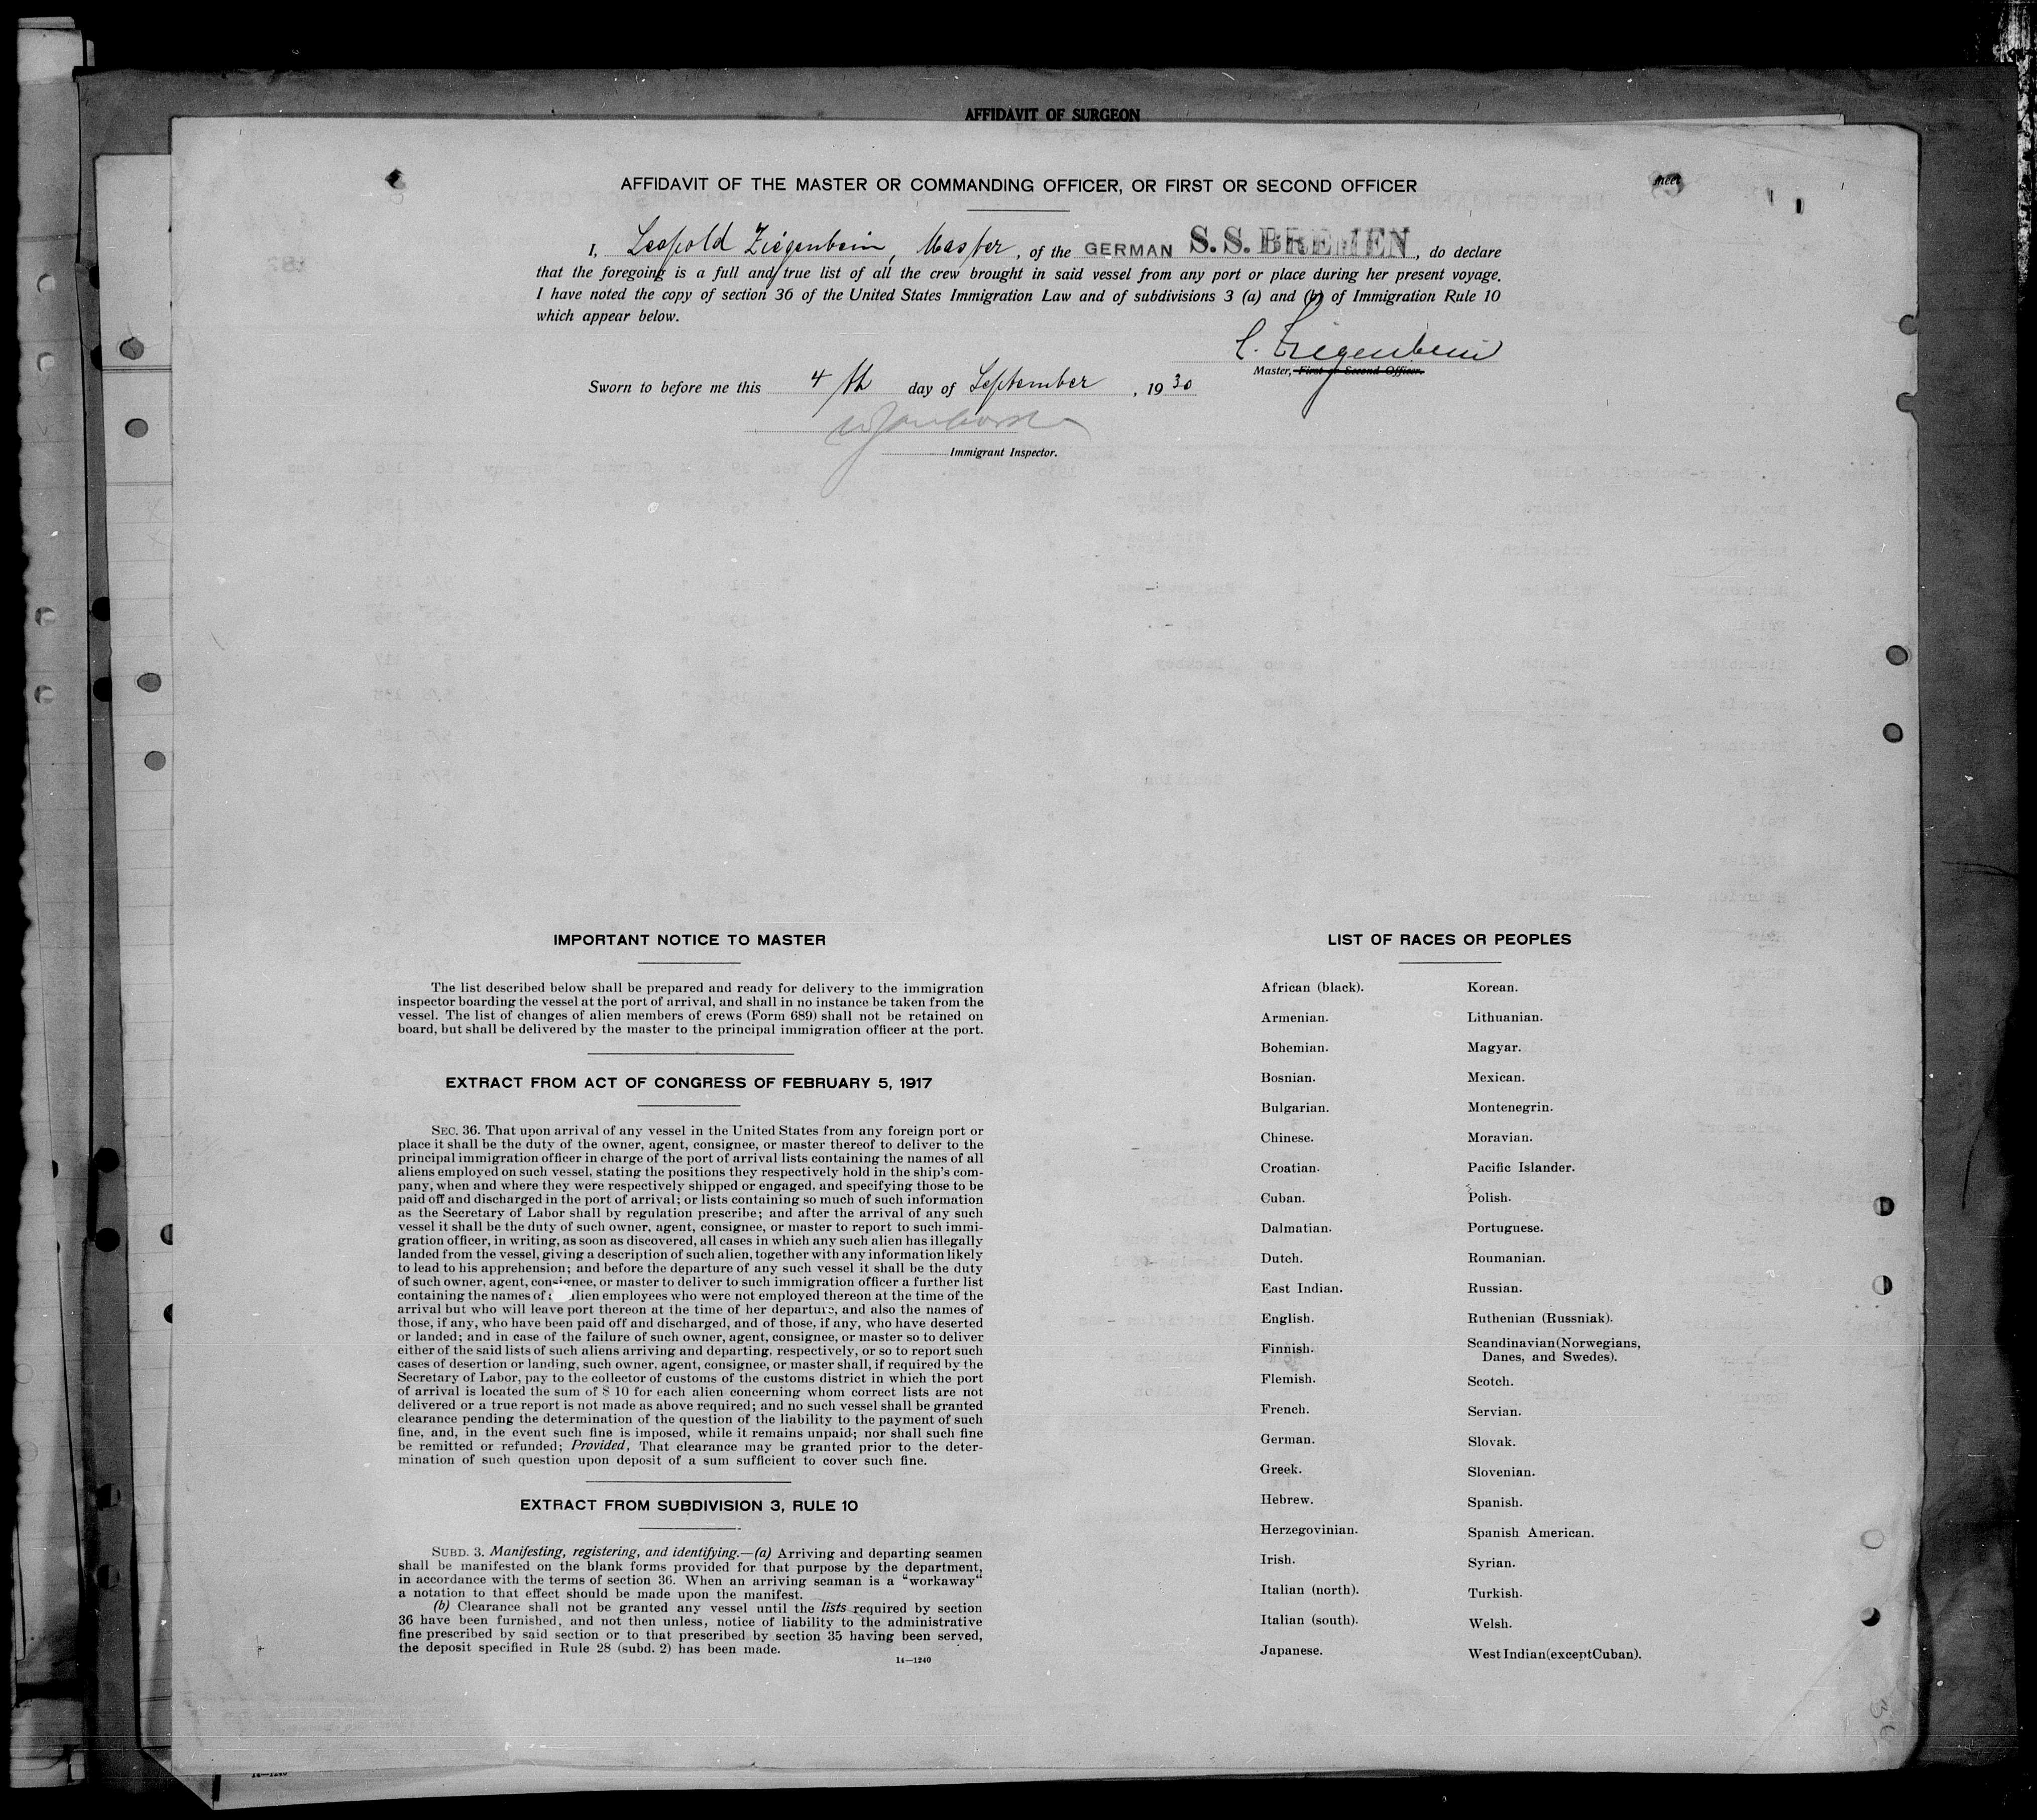 AFFIDAVIT OF SURGEON
AFFIDAVIT OF THE MASTER OR COMMANDING OFFICER, OR FIRST OR SECOND OFFICER
sheet
I, Leopold Ziegenbein, Master, of the GERMAN S. S. BREMEN, do declare
that the foregoing is a full and true list of all the crew brought in said vessel from any port or place during her present voyage.
I have noted the copy of section 36 of the United States Immigration Law and of subdivisions 3 (a) and (b) of Immigration Rule 10
which appear below.
L. Ziegenbein
Master, First or Second Officer.
Sworn to before me this 4th day of September, 1930
Immigrant Inspector.
IMPORTANT NOTICE TO MASTER
The list described below shall be prepared and ready for delivery to the immigration
inspector boarding the vessel at the port of arrival, and shall in no instance be taken from the
vessel. The list of changes of alien members of crews (Form 689) shall not be retained on
board, but shall be delivered by the master to the principal immigration officer at the port.
EXTRACT FROM ACT OF CONGRESS OF FEBRUARY 5, 1917
SEC. 36. That upon arrival of any vessel in the United States from any foreign port or
place it shall be the duty of the owner, agent, consignee, or master thereof to deliver to the
principal immigration officer in charge of the port of arrival lists containing the names of all
aliens employed on such vessel, stating the positions they respectively hold in the ship's com-
pany, when and where they were respectively shipped or engaged, and specifying those to be
paid off and discharged in the port of arrival; or lists containing so much of such information
as the Secretary of Labor shall by regulation prescribe; and after the arrival of any such
vessel it shall be the duty of such owner, agent, consignee, or master to report to such immi-
gration officer, in writing, as soon as discovered, all cases in which any such alien has illegally
landed from the vessel, giving a description of such alien, together with any information likely
to lead to his apprehension; and before the departure of any such vessel it shall be the duty
of such owner, agent, consignee, or master to deliver to such immigration officer a further list
containing the names of alien employees who were not employed thereon at the time of the
arrival but who will leave port thereon at the time of her departure, and also the names of
those, if any, who have been paid off and discharged, and of those, if any, who have deserted
or landed; and in case of the failure of such owner, agent, consignee, or master so to deliver
either of the said lists of such aliens arriving and departing, respectively, or so to report such
cases of desertion or landing, such owner, agent, consignee, or master shall, if required by the
Secretary of Labor, pay to the collector of customs of the customs district in which the port
of arrival is located the sum of $ 10 for each alien concerning whom correct lists are not
delivered or a true report is not made as above required; and no such vessel shall be granted
clearance pending the determination of the question of the liability to the payment of such
fine, and, in the event such fine is imposed, while it remains unpaid; nor shall such fine
be remitted or refunded; Provided, That clearance may be granted prior to the deter-
mination of such question upon deposit of a sum sufficient to cover such fine.
EXTRACT FROM SUBDIVISION 3, RULE 10
SUBD. 3. Manifesting, registering, and identifying.—(a) Arriving and departing seamen
shall be manifested on the blank forms provided for that purpose by the department,
in accordance with the terms of section 36. When an arriving seaman is a "workaway"
a notation to that effect should be made upon the manifest.
(b) Clearance shall not be granted any vessel until the lists required by section
36 have been furnished, and not then unless, notice of liability to the administrative
fine prescribed by said section or to that prescribed by section 35 having been served,
the deposit specified in Rule 28 (subd. 2) has been made.
14—1240
LIST OF RACES OR PEOPLES
African (black).
Armenian.
Bohemian.
Bosnian.
Bulgarian.
Chinese.
Croatian.
Cuban.
Dalmatian.
Dutch.
East Indian.
English.
Finnish.
Flemish.
French.
German.
Greek.
Hebrew.
Herzegovinian.
Irish.
Italian (north).
Italian (south).
Japanese.
Korean.
Lithuanian.
Magyar.
Mexican.
Montenegrin.
Moravian.
Pacific Islander.
Polish.
Portuguese.
Roumanian.
Russian.
Ruthenian (Russniak).
Scandinavian (Norwegians,
Danes, and Swedes).
Scotch.
Servian.
Slovak.
Slovenian.
Spanish.
Spanish American.
Syrian.
Turkish.
Welsh.
West Indian (except Cuban).
14—1240